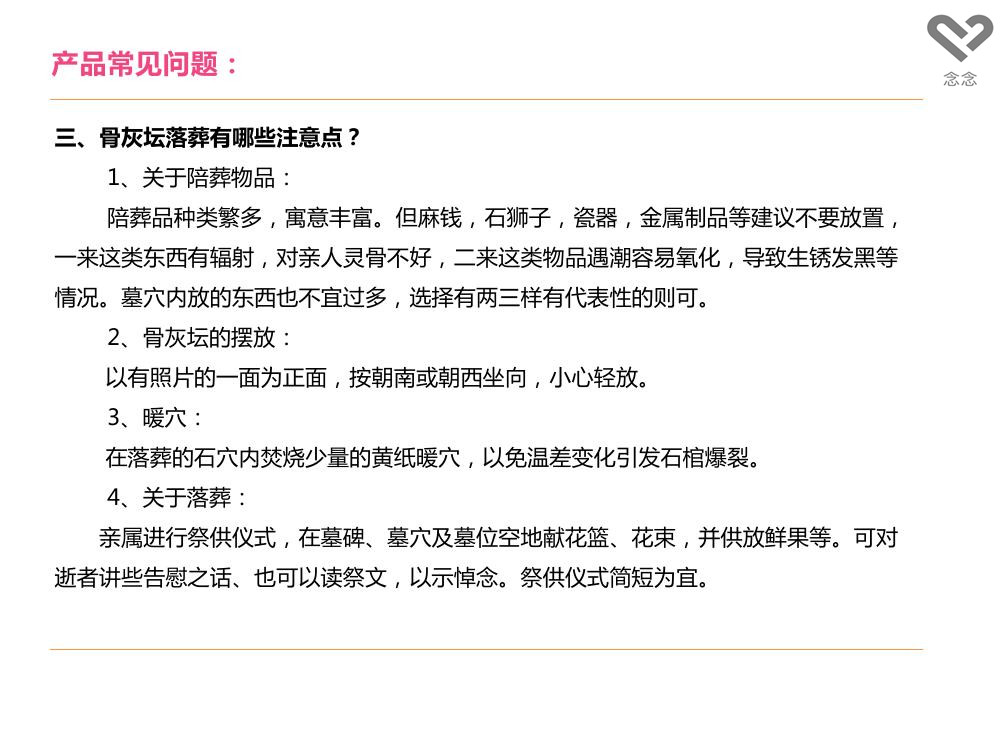 念念
产品常见问题：
三、骨灰坛落葬有哪些注意点？
1、关于陪葬物品：
陪葬品种类繁多，寓意丰富。但麻钱，石狮子，瓷器，金属制品等建议不要放置，
一来这类东西有辐射，对亲人灵骨不好，二来这类物品遇潮容易氧化，导致生锈发黑等
情况。墓穴内放的东西也不宜过多，选择有两三样有代表性的则可。
2、骨灰坛的摆放：
以有照片的一面为正面，按朝南或朝西坐向，小心轻放。
3、暖穴：
在落葬的石穴内焚烧少量的黄纸暖穴，以免温差变化引发石棺爆裂。
4、关于落葬：
亲属进行祭供仪式，在墓碑、墓穴及墓位空地献花篮、花束，并供放鲜果等。可对
逝者讲些告慰之话、也可以读祭文，以示悼念。祭供仪式简短为宜。